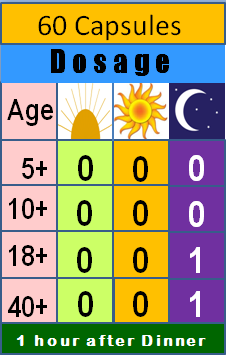 60 Capsules
Dosage
Age
5+ 0 0 0
10+ 0 0 0
18+ 0 0 1
40+ 0 0 1
1 hour after Dinner